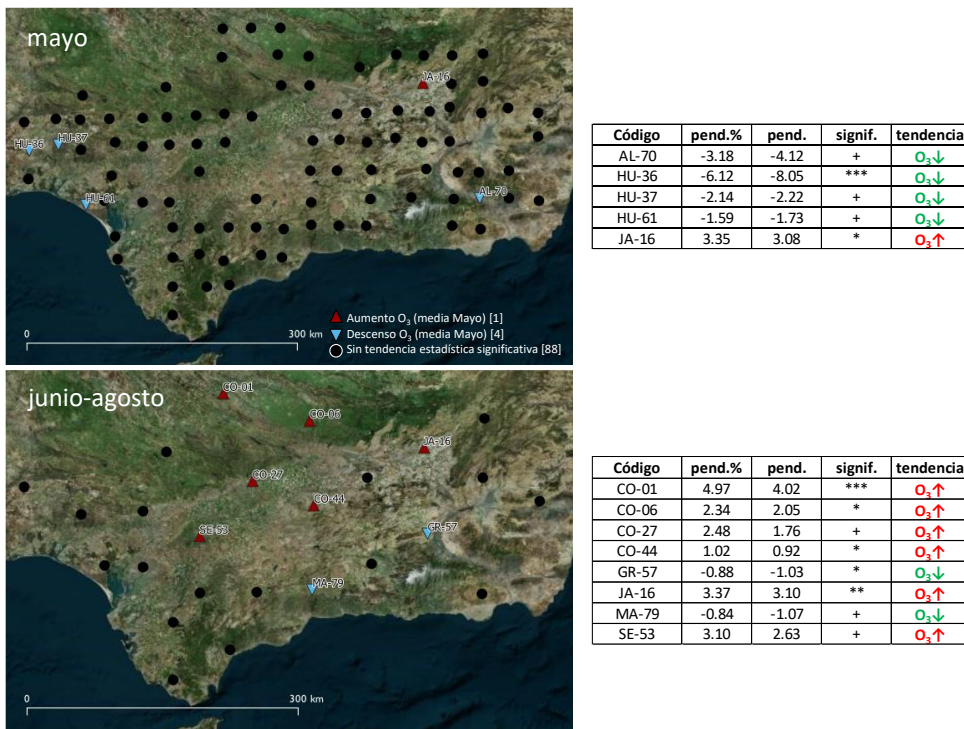 mayo
JA-16
HU-37
HU-36
HU-61
AL-70
0
300 km
Aumento O₃ (media Mayo) [1]
Descenso O₃ (media Mayo) [4]
Sin tendencia estadística significativa [88]
Código pend.% pend. signif. tendencia
AL-70 -3.18 -4.12 + O₃↓
HU-36 -6.12 -8.05 *** O₃↓
HU-37 -2.14 -2.22 + O₃↓
HU-61 -1.59 -1.73 + O₃↓
JA-16 3.35 3.08 * O₃↑
junio-agosto
CO-01
CO-06
JA-16
CO-27
CO-44
SE-53
GR-57
MA-79
0
300 km
Código pend.% pend. signif. tendencia
CO-01 4.97 4.02 *** O₃↑
CO-06 2.34 2.05 * O₃↑
CO-27 2.48 1.76 + O₃↑
CO-44 1.02 0.92 * O₃↑
GR-57 -0.88 -1.03 * O₃↓
JA-16 3.37 3.10 ** O₃↑
MA-79 -0.84 -1.07 + O₃↓
SE-53 3.10 2.63 + O₃↑